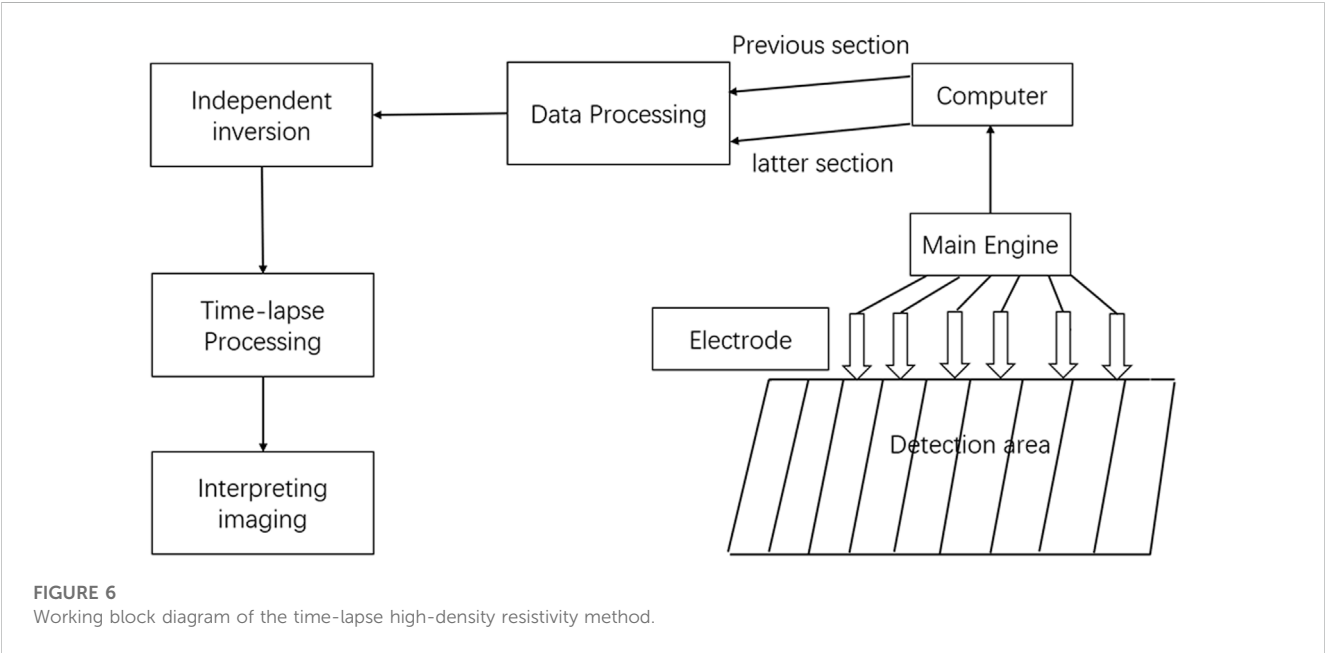 Previous section
Independent
inversion
Data Processing
Computer
latter section
Main Engine
Time-lapse
Processing
Electrode
Detection area
Interpreting
imaging
FIGURE 6
Working block diagram of the time-lapse high-density resistivity method.